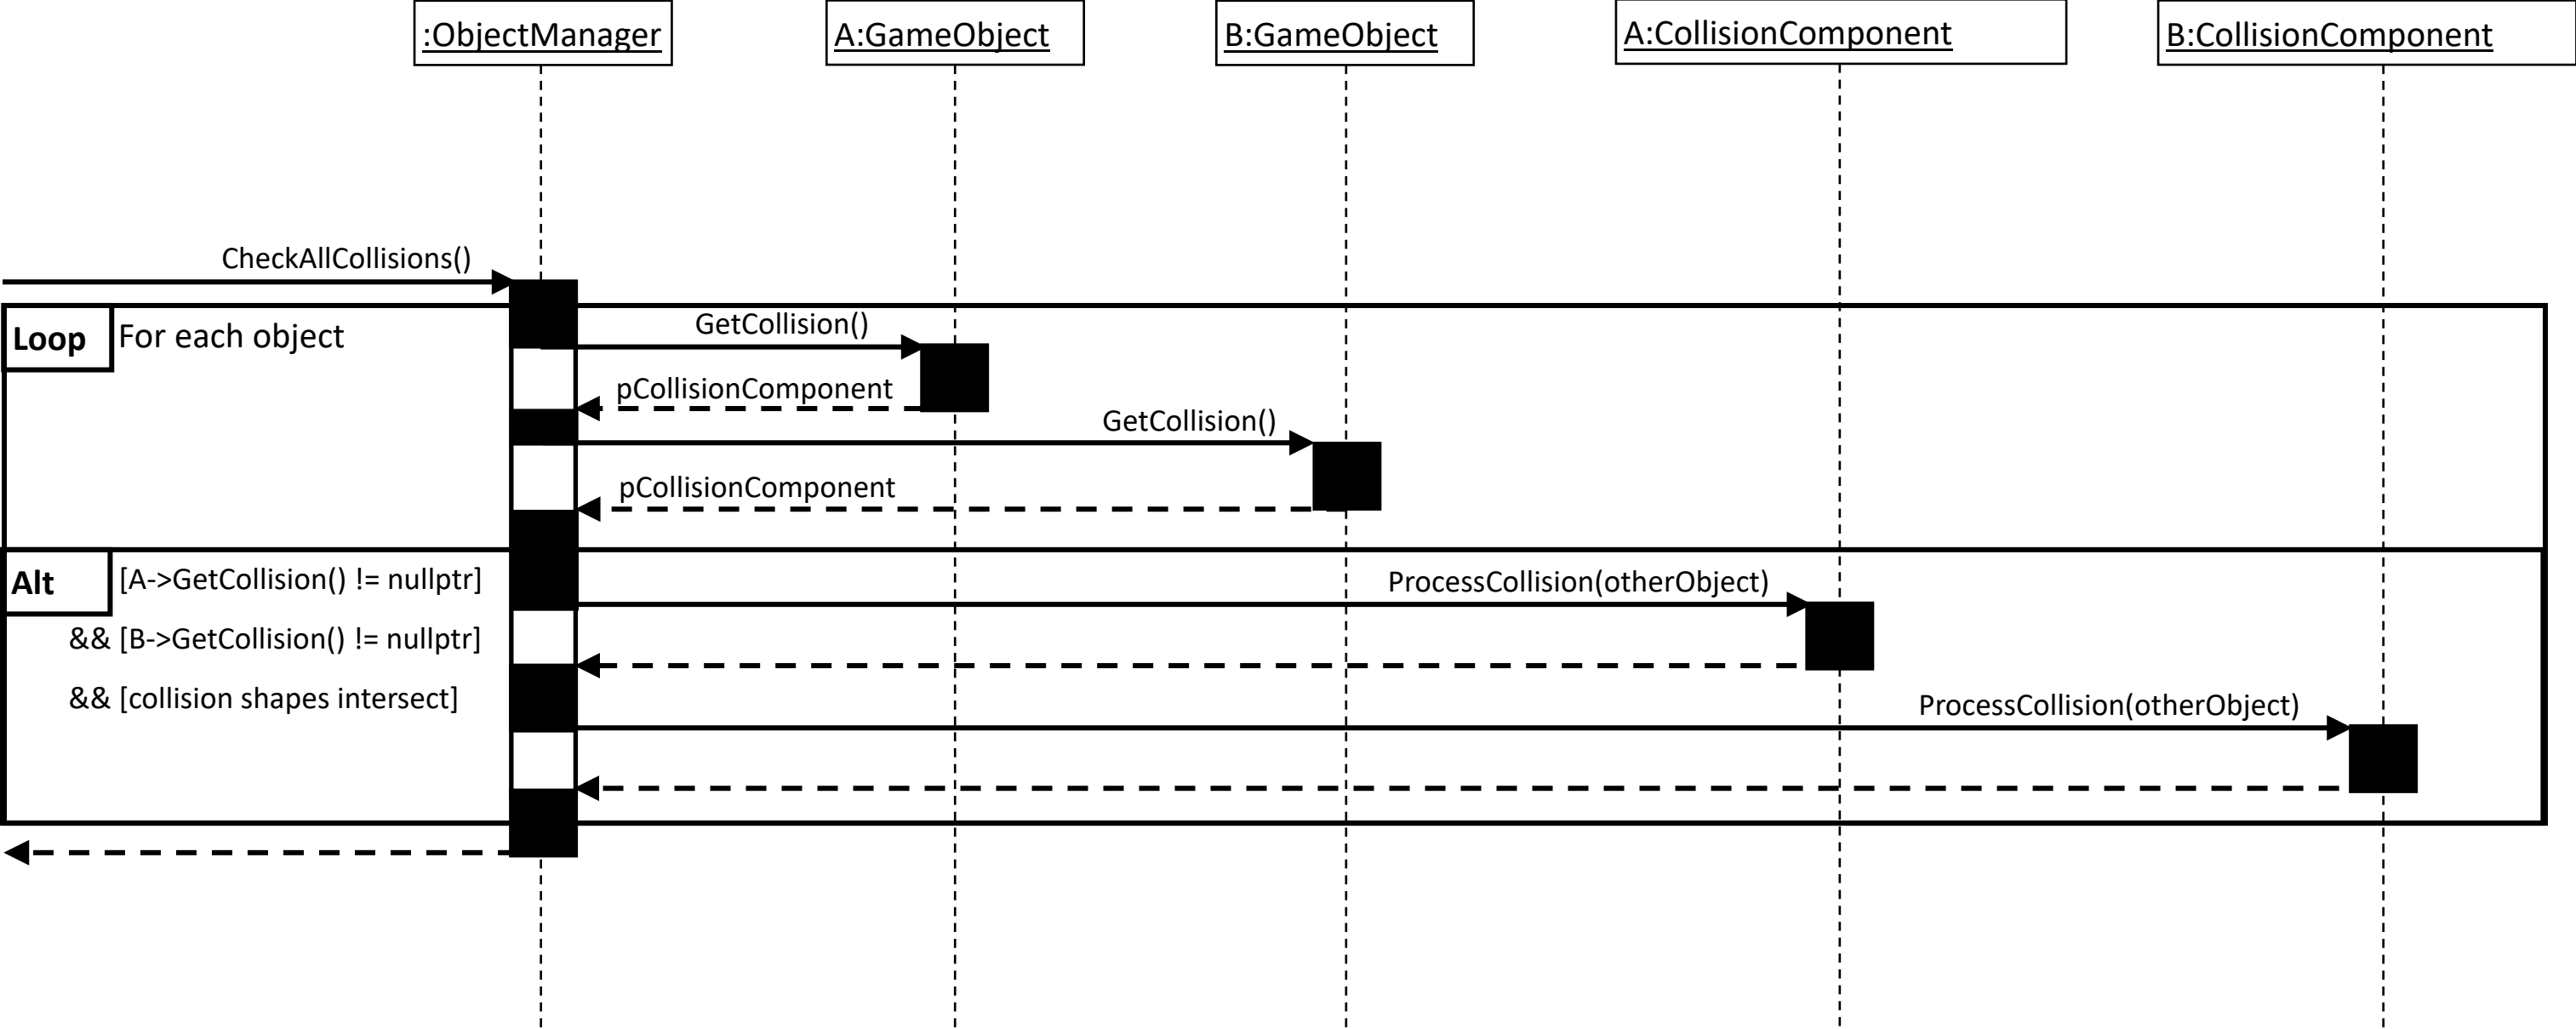 :ObjectManager
A:GameObject
B:GameObject
A:CollisionComponent
B:CollisionComponent
CheckAllCollisions()
Loop
For each object
GetCollision()
pCollisionComponent
GetCollision()
pCollisionComponent
Alt
[A->GetCollision() != nullptr]
ProcessCollision(otherObject)
&& [B->GetCollision() != nullptr]
&& [collision shapes intersect]
ProcessCollision(otherObject)